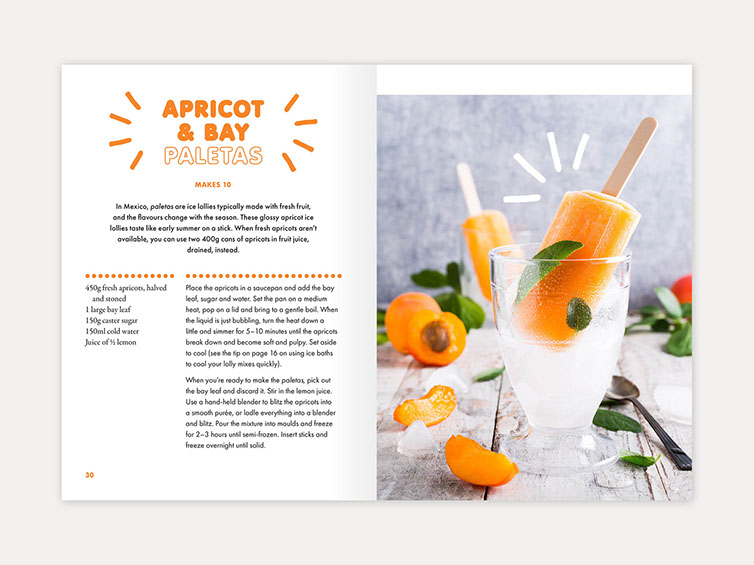 APRICOT
& BAY
PALETAS
MAKES 10
In Mexico, paletas are ice lollies typically made with fresh fruit,
and the flavours change with the season. These glossy apricot ice
lollies taste like early summer on a stick. When fresh apricots aren't
available, you can use two 400g cans of apricots in fruit juice,
drained, instead.
450g fresh apricots, halved
and stoned
1 large bay leaf
150g caster sugar
150ml cold water
Juice of ½ lemon
Place the apricots in a saucepan and add the bay
leaf, sugar and water. Set the pan on a medium
heat, pop on a lid and bring to a gentle boil. When
the liquid is just bubbling, turn the heat down a
little and simmer for 5–10 minutes until the apricots
break down and become soft and pulpy. Set aside
to cool (see the tip on page 16 on using ice baths
to cool your lolly mixes quickly).
When you're ready to make the paletas, pick out
the bay leaf and discard it. Stir in the lemon juice.
Use a hand-held blender to blitz the apricots into
a smooth purée, or ladle everything into a blender
and blitz. Pour the mixture into moulds and freeze
for 2–3 hours until semi-frozen. Insert sticks and
freeze overnight until solid.
30